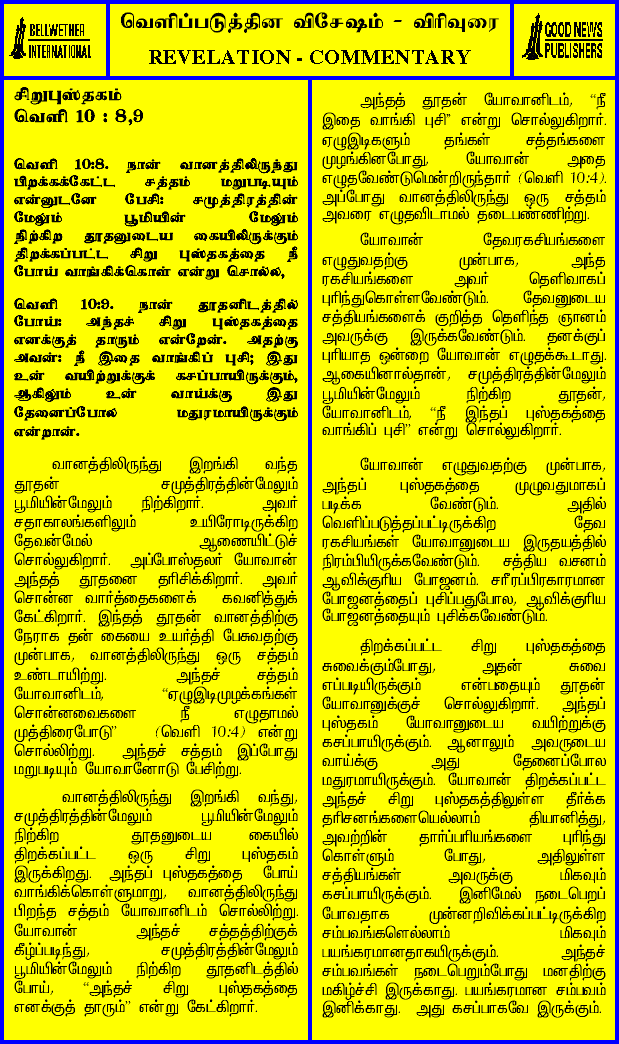 BELLWETHER
INTERNATIONAL
வெளிப்படுத்தின விசேஷம் - விரிவுரை
REVELATION - COMMENTARY
GOOD NEWS
PUBLISHERS
சிறுபுஸ்தகம்
வெளி 10 : 8,9
வெளி 10:8. நான் வானத்திலிருந்து
பிறக்கக்கேட்ட சத்தம் மறுபடியும்
என்னுடனே பேசி: சமுத்திரத்தின்
மேலும் பூமியின் மேலும்
நிற்கிற தூதனுடைய கையிலிருக்கும்
திறக்கப்பட்ட சிறு புஸ்தகத்தை நீ
போய் வாங்கிக்கொள் என்று சொல்ல,
வெளி 10:9. நான் தூதனிடத்தில்
போய்: அந்தச் சிறு புஸ்தகத்தை
எனக்குத் தாரும் என்றேன். அதற்கு
அவன்: நீ இதை வாங்கிப் புசி; இது
உன் வயிற்றுக்குக் கசப்பாயிருக்கும்,
ஆகிலும் உன் வாய்க்கு இது
தேனைப்போல மதுரமாயிருக்கும்
என்றான்.
வானத்திலிருந்து இறங்கி வந்த
தூதன் சமுத்திரத்தின்மேலும்
பூமியின்மேலும் நிற்கிறார். அவர்
சதாகாலங்களிலும் உயிரோடிருக்கிற
தேவன்மேல் ஆணையிட்டுச்
சொல்லுகிறார். அப்போஸ்தலர் யோவான்
அந்தத் தூதனை தரிசிக்கிறார். அவர்
சொன்ன வார்த்தைகளைக் கவனித்துக்
கேட்கிறார். இந்தத் தூதன் வானத்திற்கு
நேராக தன் கையை உயர்த்தி பேசுவதற்கு
முன்பாக, வானத்திலிருந்து ஒரு சத்தம்
உண்டாயிற்று. அந்தச் சத்தம்
யோவானிடம், “ஏழுஇடிமுழக்கங்கள்
சொன்னவைகளை நீ எழுதாமல்
முத்திரைபோடு” (வெளி 10:4) என்று
சொல்லிற்று. அந்தச் சத்தம் இப்போது
மறுபடியும் யோவானோடு பேசிற்று.
வானத்திலிருந்து இறங்கி வந்து,
சமுத்திரத்தின்மேலும் பூமியின்மேலும்
நிற்கிற தூதனுடைய கையில்
திறக்கப்பட்ட ஒரு சிறு புஸ்தகம்
இருக்கிறது. அந்தப் புஸ்தகத்தை போய்
வாங்கிக்கொள்ளுமாறு, வானத்திலிருந்து
பிறந்த சத்தம் யோவானிடம் சொல்லிற்று.
யோவான் அந்தச் சத்தத்திற்குக்
கீழ்ப்படிந்து, சமுத்திரத்தின்மேலும்
பூமியின்மேலும் நிற்கிற தூதனிடத்தில்
போய், “அந்தச் சிறு புஸ்தகத்தை
எனக்குத் தாரும்” என்று கேட்கிறார்.
அந்தத் தூதன் யோவானிடம், “நீ
இதை வாங்கி புசி” என்று சொல்லுகிறார்.
ஏழுஇடிகளும் தங்கள் சத்தங்களை
முழங்கினபோது, யோவான் அதை
எழுதவேண்டுமென்றிருந்தார் (வெளி 10:4).
அப்போது வானத்திலிருந்து ஒரு சத்தம்
அவரை எழுதவிடாமல் தடைபண்ணிற்று.
யோவான் தேவரகசியங்களை
எழுதுவதற்கு முன்பாக, அந்த
ரகசியங்களை அவர் தெளிவாகப்
புரிந்துகொள்ளவேண்டும். தேவனுடைய
சத்தியங்களைக் குறித்த தெளிந்த ஞானம்
அவருக்கு இருக்கவேண்டும். தனக்குப்
புரியாத ஒன்றை யோவான் எழுதக்கூடாது.
ஆகையினால்தான், சமுத்திரத்தின்மேலும்
பூமியின்மேலும் நிற்கிற தூதன்,
யோவானிடம், “நீ இந்தப் புஸ்தகத்தை
வாங்கிப் புசி” என்று சொல்லுகிறார்.
யோவான் எழுதுவதற்கு முன்பாக,
அந்தப் புஸ்தகத்தை முழுவதுமாகப்
படிக்க வேண்டும். அதில்
வெளிப்படுத்தப்பட்டிருக்கிற தேவ
ரகசியங்கள் யோவானுடைய இருதயத்தில்
நிரம்பியிருக்கவேண்டும். சத்திய வசனம்
ஆவிக்குரிய போஜனம். சரீரப்பிரகாரமான
போஜனத்தைப் புசிப்பதுபோல, ஆவிக்குரிய
போஜனத்தையும் புசிக்கவேண்டும்.
திறக்கப்பட்ட சிறு புஸ்தகத்தை
சுவைக்கும்போது, அதன் சுவை
எப்படியிருக்கும் என்பதையும் தூதன்
யோவானுக்குச் சொல்லுகிறார். அந்தப்
புஸ்தகம் யோவானுடைய வயிற்றுக்கு
கசப்பாயிருக்கும். ஆனாலும் அவருடைய
வாய்க்கு அது தேனைப்போல
மதுரமாயிருக்கும். யோவான் திறக்கப்பட்ட
அந்தச் சிறு புஸ்தகத்திலுள்ள தீர்க்க
தரிசனங்களையெல்லாம் தியானித்து,
அவற்றின் தார்ப்பரியங்களை புரிந்து
கொள்ளும் போது, அதிலுள்ள
சத்தியங்கள் அவருக்கு மிகவும்
கசப்பாயிருக்கும். இனிமேல் நடைபெறப்
போவதாக முன்னறிவிக்கப்பட்டிருக்கிற
சம்பவங்களெல்லாம் மிகவும்
பயங்கரமானதாகயிருக்கும். அந்தச்
சம்பவங்கள் நடைபெறும்போது மனதிற்கு
மகிழ்ச்சி இருக்காது. பயங்கரமான சம்பவம்
இனிக்காது. அது கசப்பாகவே இருக்கும்.